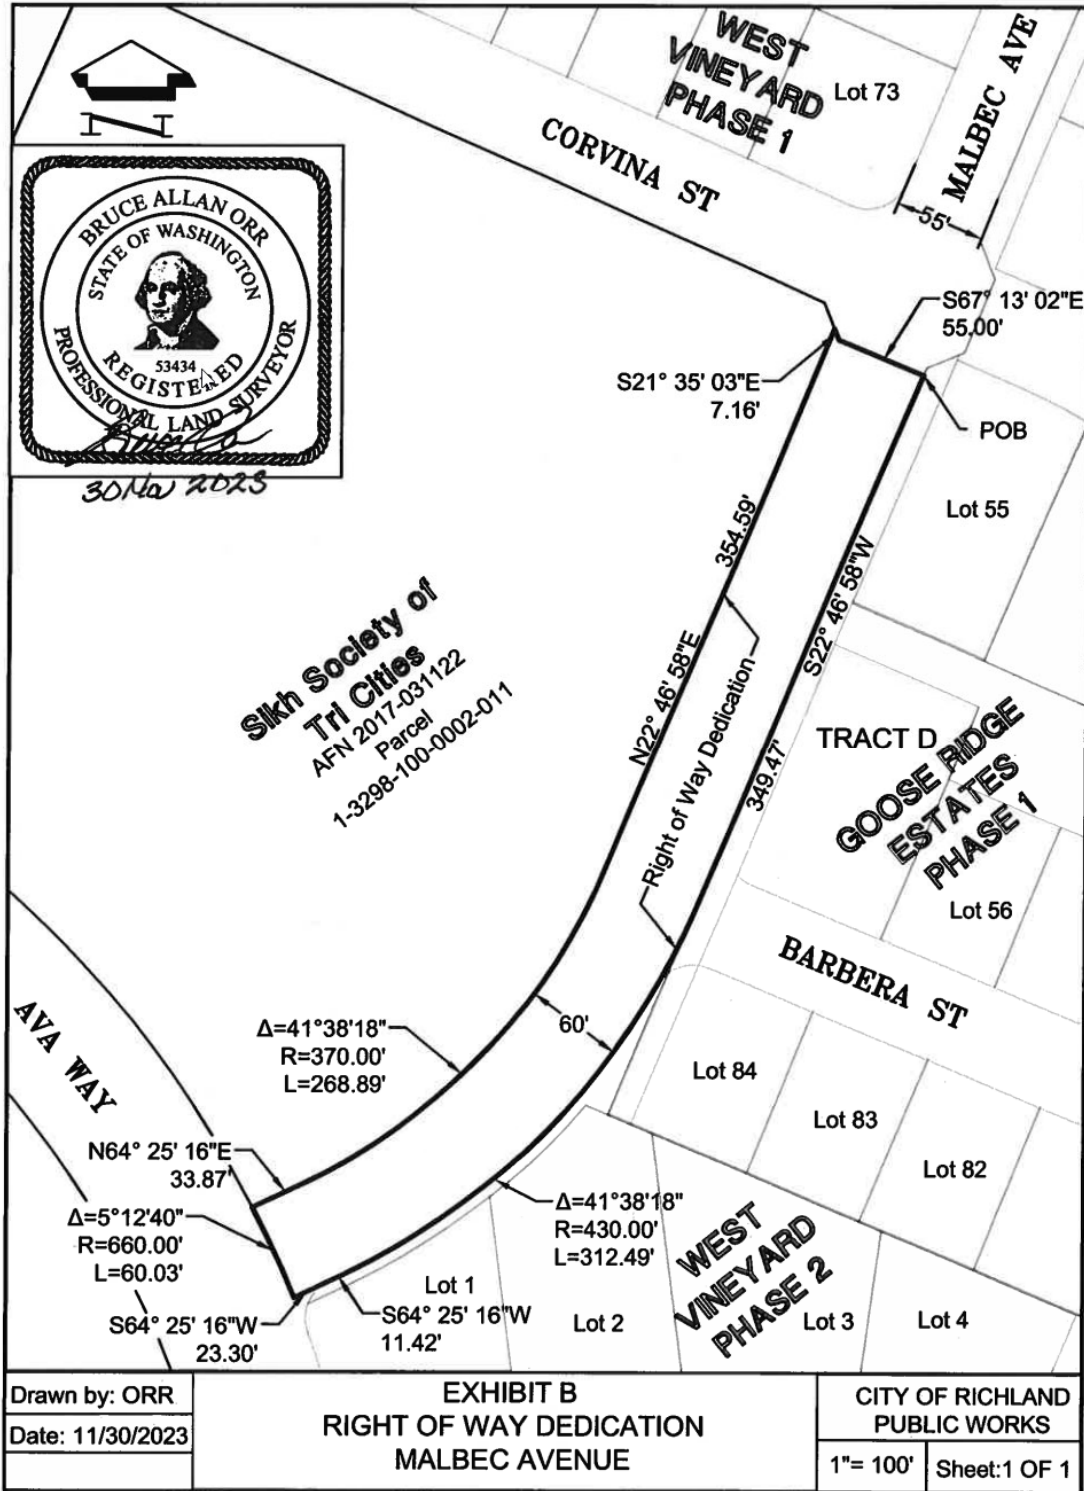 WEST
VINEYARD
PHASE 1
Lot 73
MALBEC AVE
CORVINA ST
55'
N
BRUCE ALLAN ORR
STATE OF WASHINGTON
53434
REGISTERED
PROFESSIONAL LAND SURVEYOR
30 Nov 2023
S67° 13' 02"E
55.00'
S21° 35' 03"E
7.16'
POB
Lot 55
354.59'
N22° 46' 58"E
S22° 46' 58"W
349.47'
Right of Way Dedication
Sikh Society of
Tri Cities
AFN 2017-031122
Parcel
1-3298-100-0002-011
TRACT D
GOOSE RIDGE
ESTATES
PHASE 1
Lot 56
BARBERA ST
60'
AVA WAY
Δ=41°38'18"
R=370.00'
L=268.89'
Lot 84
Lot 83
Lot 82
N64° 25' 16"E
33.87'
Δ=5°12'40"
R=660.00'
L=60.03'
Δ=41°38'18"
R=430.00'
L=312.49'
WEST
VINEYARD
PHASE 2
Lot 1
S64° 25' 16"W
23.30'
S64° 25' 16"W
11.42'
Lot 2
Lot 3
Lot 4
Drawn by: ORR
Date: 11/30/2023
EXHIBIT B
RIGHT OF WAY DEDICATION
MALBEC AVENUE
CITY OF RICHLAND
PUBLIC WORKS
1"= 100'
Sheet:1 OF 1